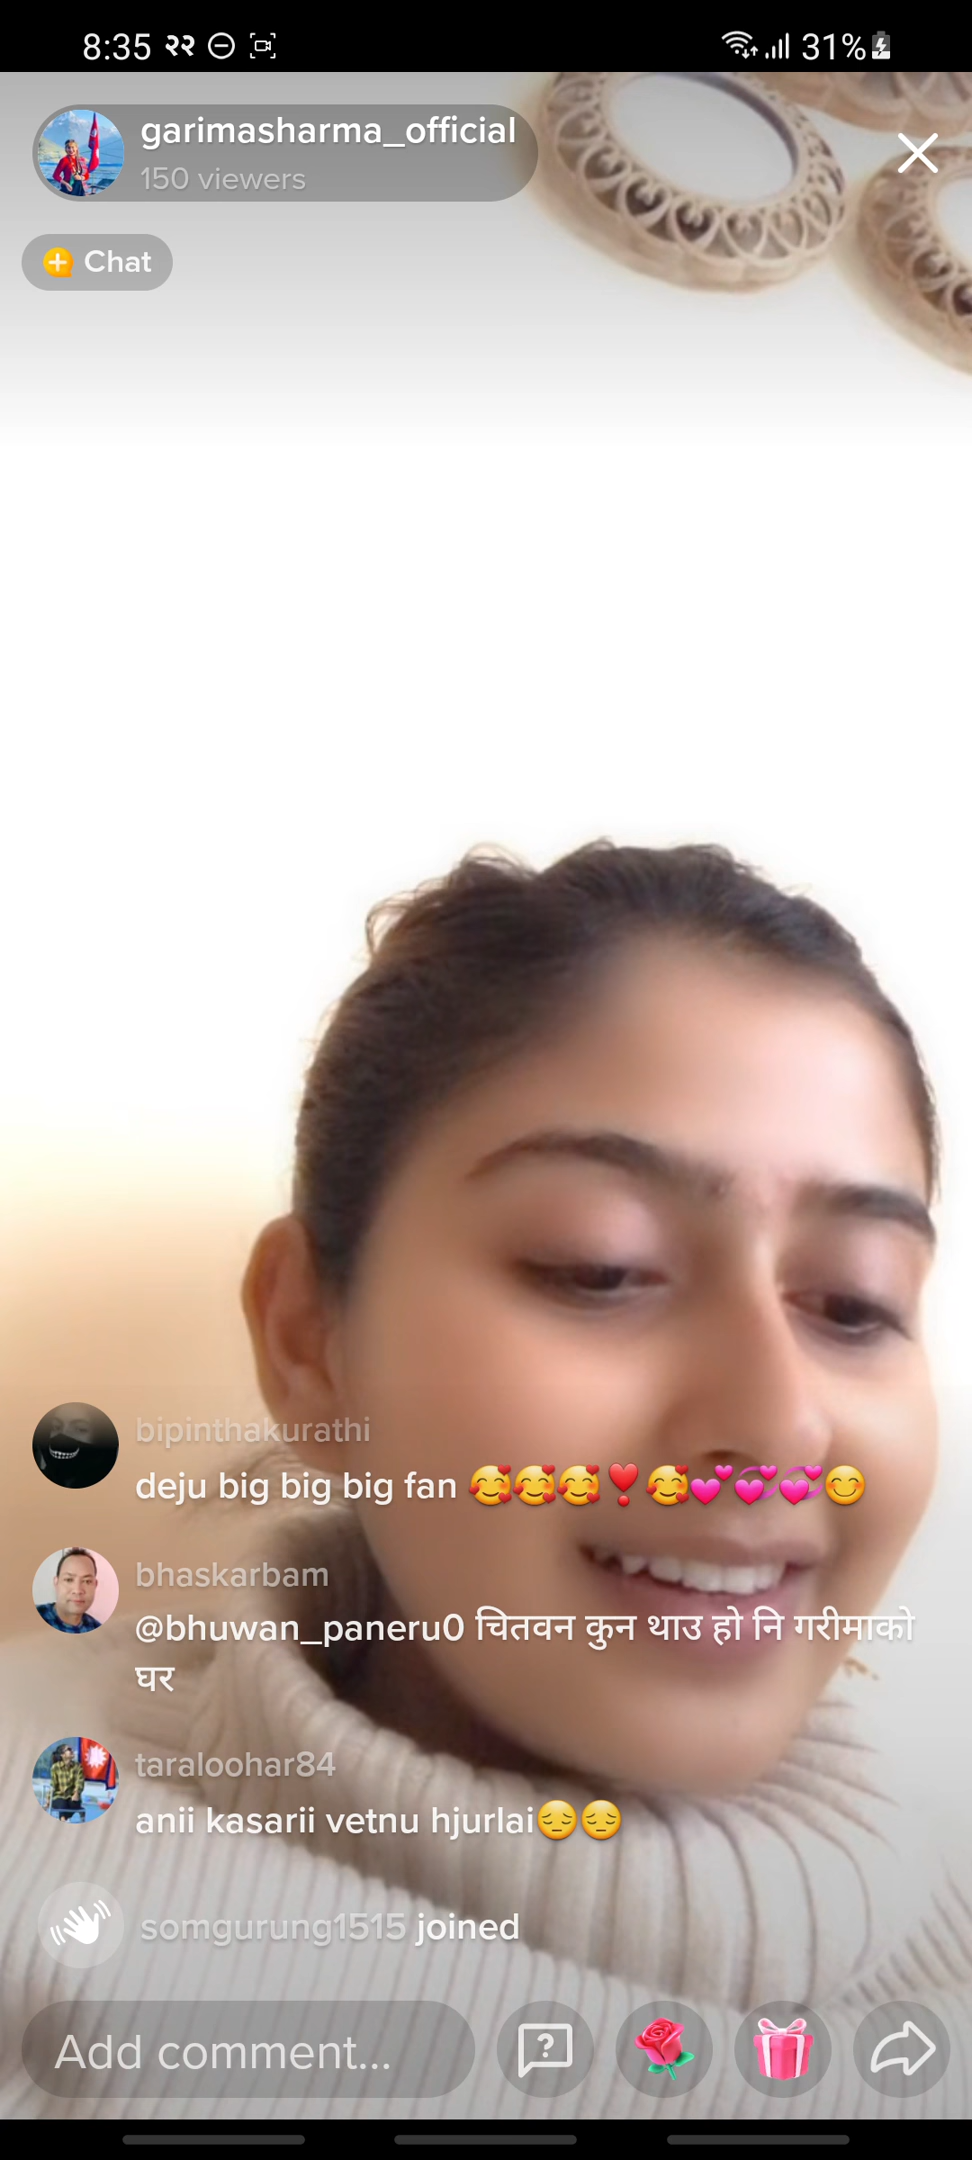 8:35 २२ 31%
garimasharma_official
150 viewers
Chat
bipinthakurathi
deju big big big fan 🥰🥰🥰❣️🥰💕💞💞😊
bhaskarbam
@bhuwan_paneru0 चितवन कुन थाउ हो नि गरीमाको
घर
taraloohar84
anii kasarii vetnu hjurlai😔😔
somgurung1515 joined
Add comment...